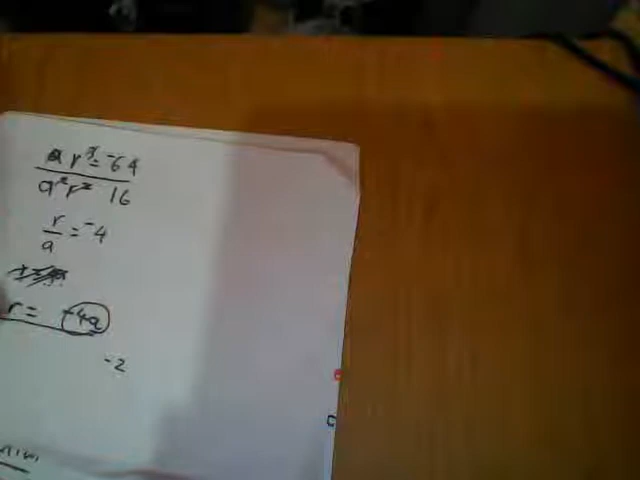 ar³ = -64
a²r² = 16
r/a = -4
r = -4a
-2